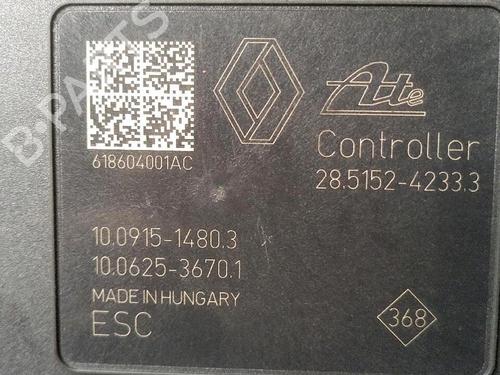 B-PARTS
618604001AC
Ate
Controller
28.5152-4233.3
10.0915-1480.3
10.0625-3670.1
MADE IN HUNGARY
ESC
368